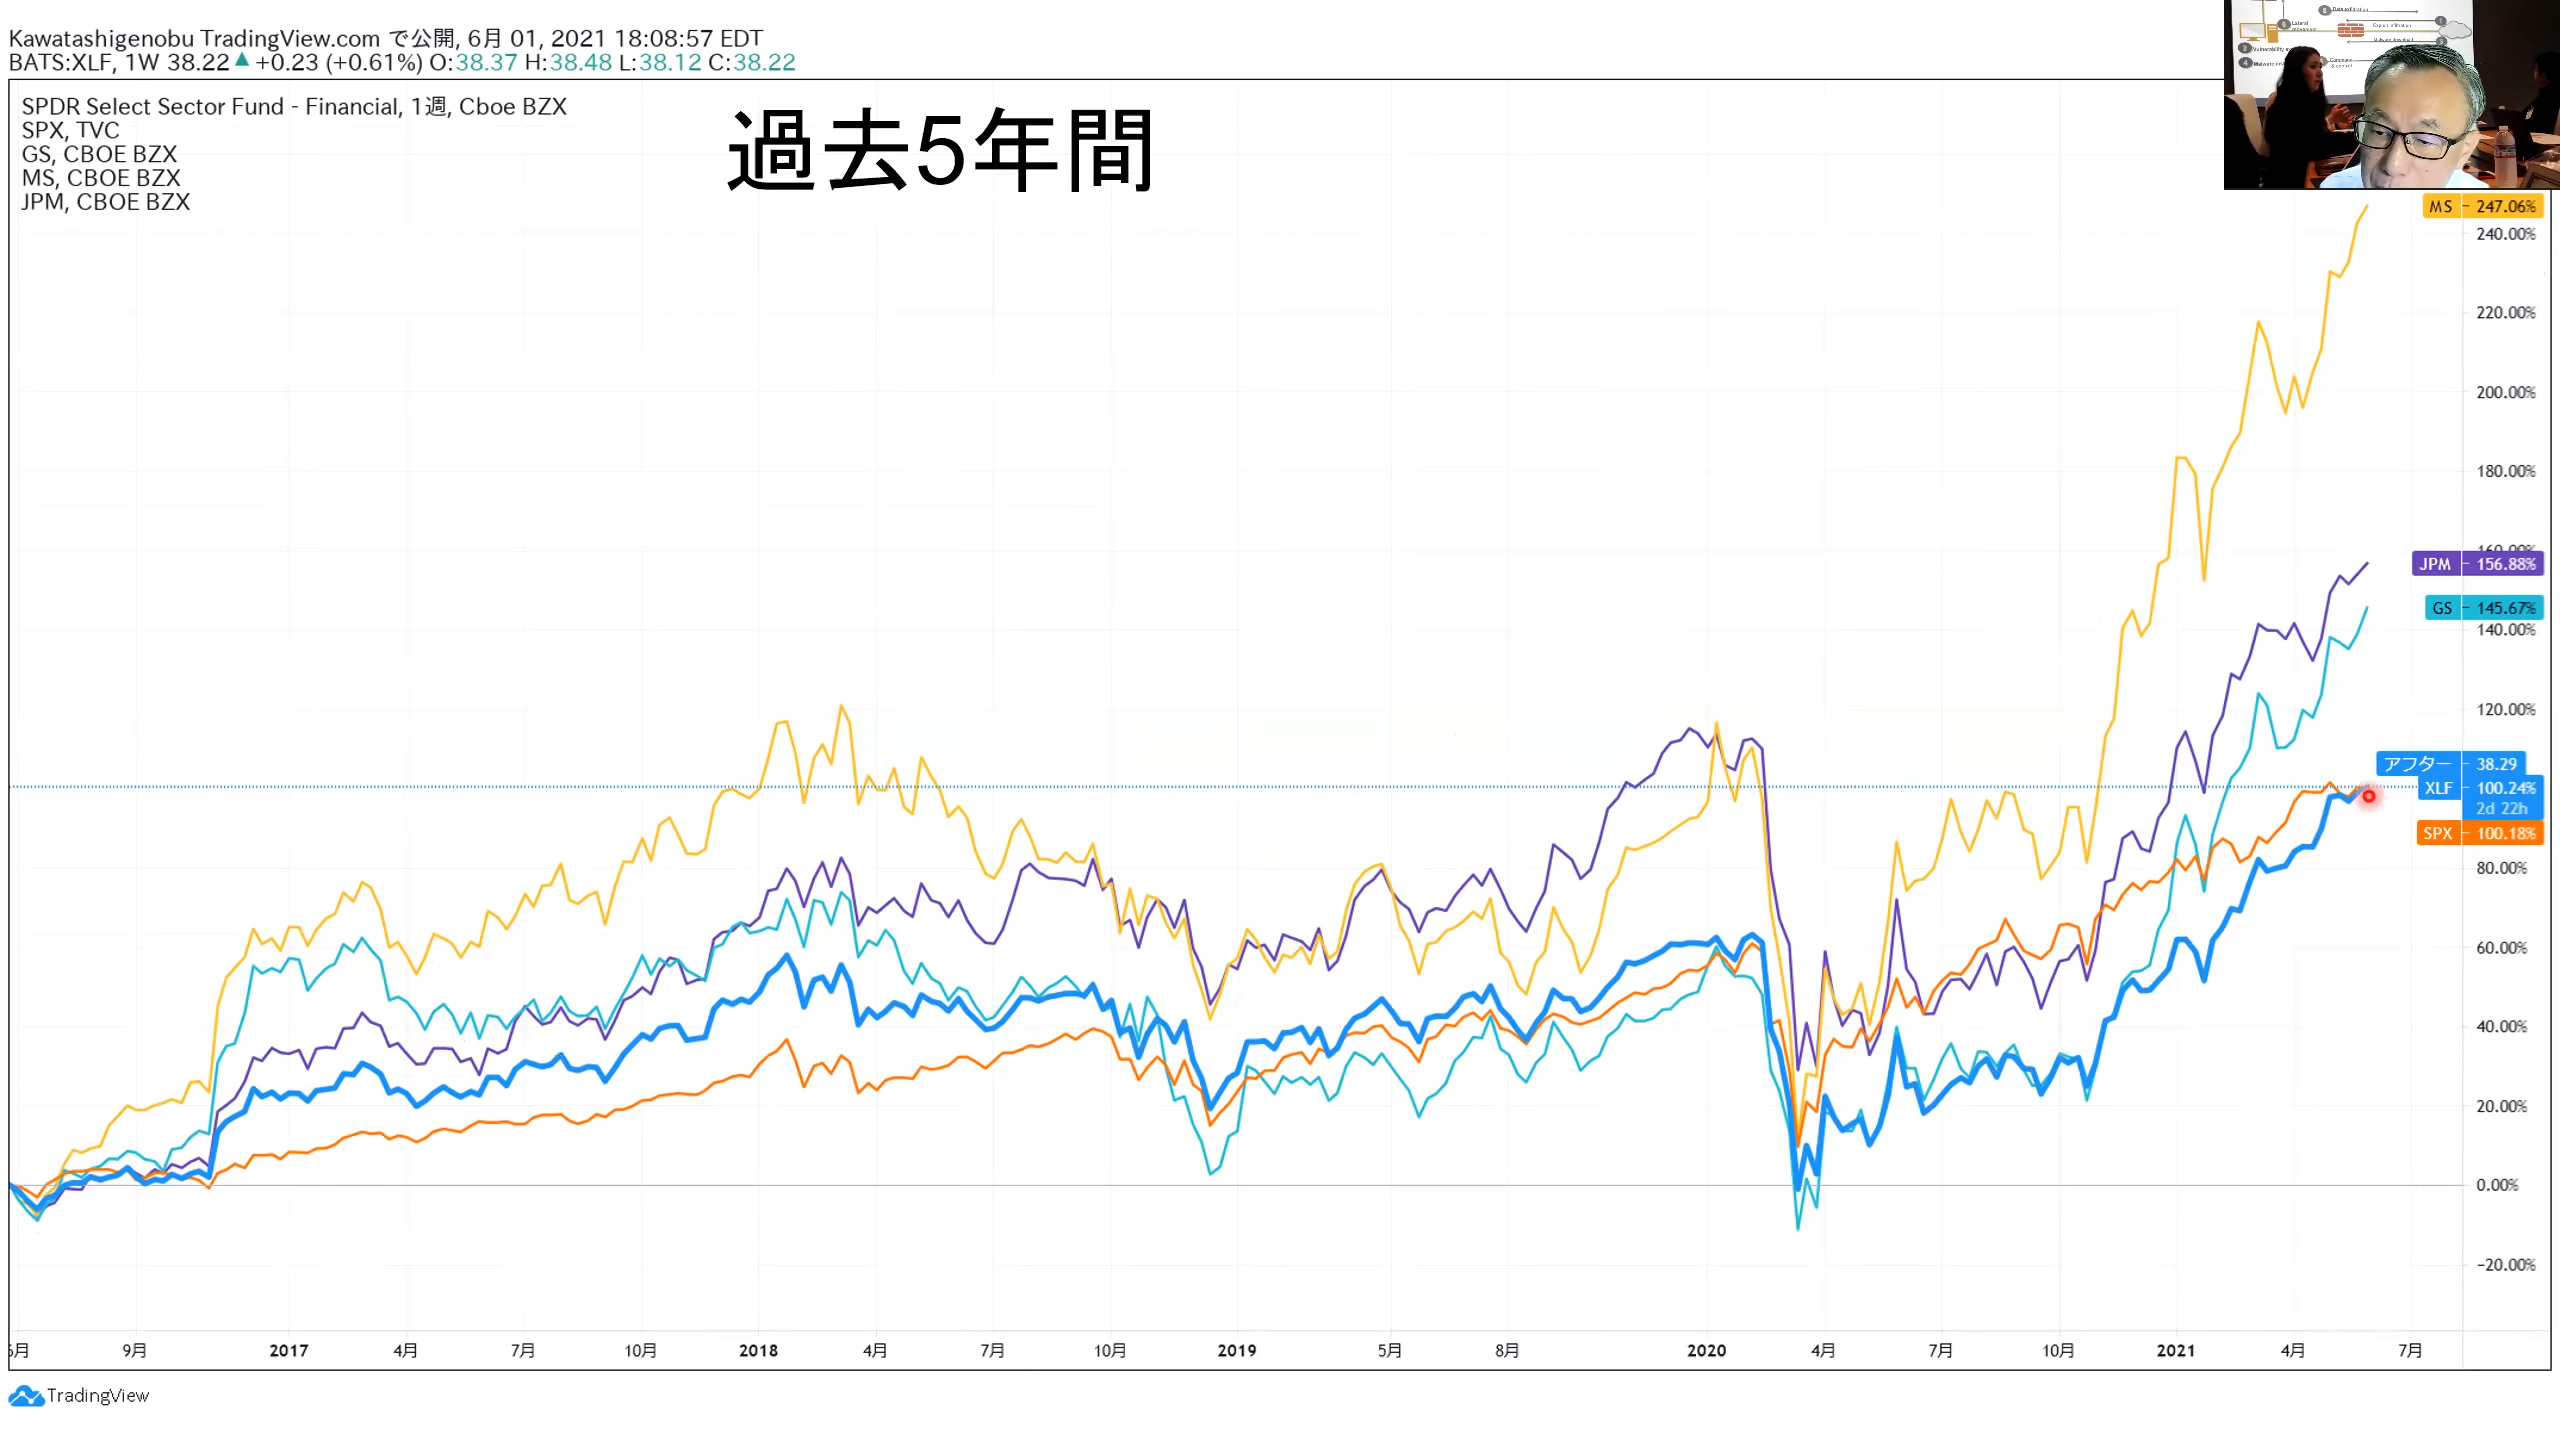 Kawatashigenobu TradingView.com で公開, 6月 01, 2021 18:08:57 EDT
BATS:XLF, 1W 38.22 ▲ +0.23 (+0.61%) O:38.37 H:38.48 L:38.12 C:38.22
SPDR Select Sector Fund - Financial, 1週, Cboe BZX
SPX, TVC
GS, CBOE BZX
MS, CBOE BZX
JPM, CBOE BZX
過去5年間
MS 247.06%
240.00%
220.00%
200.00%
180.00%
160.00%
JPM 156.88%
GS 145.67%
140.00%
120.00%
アフター 38.29
XLF 100.24%
2d 22h
SPX 100.18%
80.00%
60.00%
40.00%
20.00%
0.00%
-20.00%
6月 9月 2017 4月 7月 10月 2018 4月 7月 10月 2019 5月 8月 2020 4月 7月 10月 2021 4月 7月
TradingView